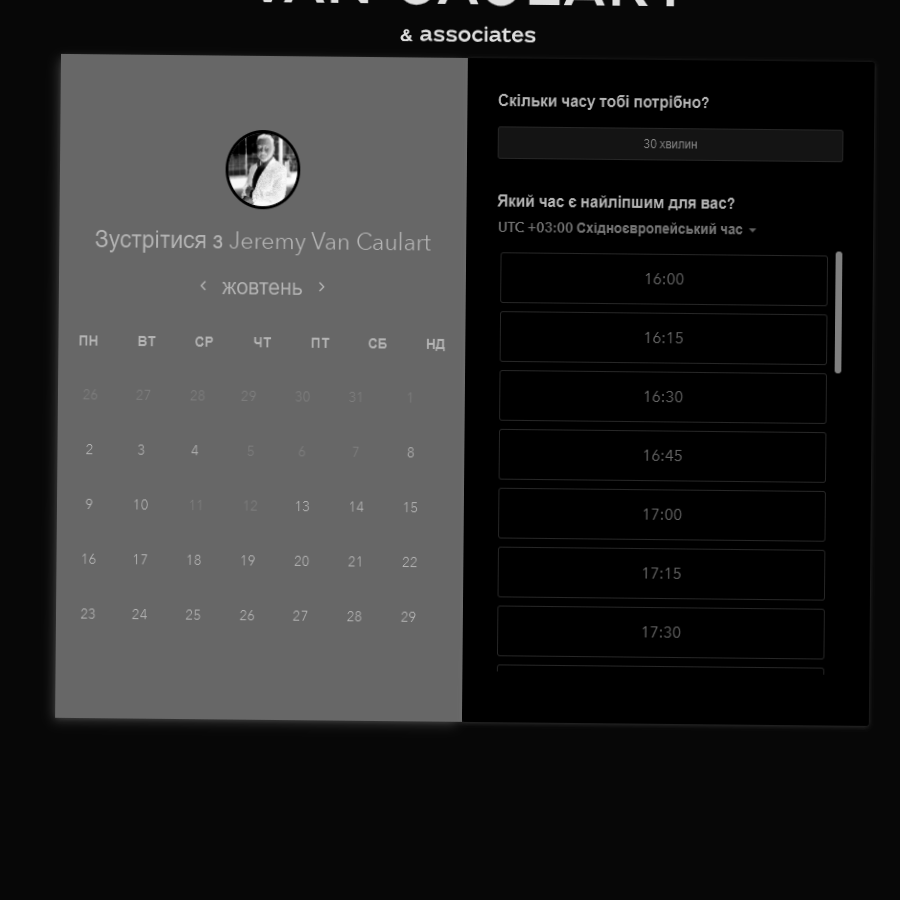 VAN CAULART
& associates
Зустрітися з Jeremy Van Caulart
жовтень
ПН ВТ СР ЧТ ПТ СБ НД
26 27 28 29 30 31 1
2 3 4 5 6 7 8
9 10 11 12 13 14 15
16 17 18 19 20 21 22
23 24 25 26 27 28 29
Скільки часу тобі потрібно?
30 хвилин
Який час є найліпшим для вас?
UTC +03:00 Східноєвропейський час
16:00
16:15
16:30
16:45
17:00
17:15
17:30